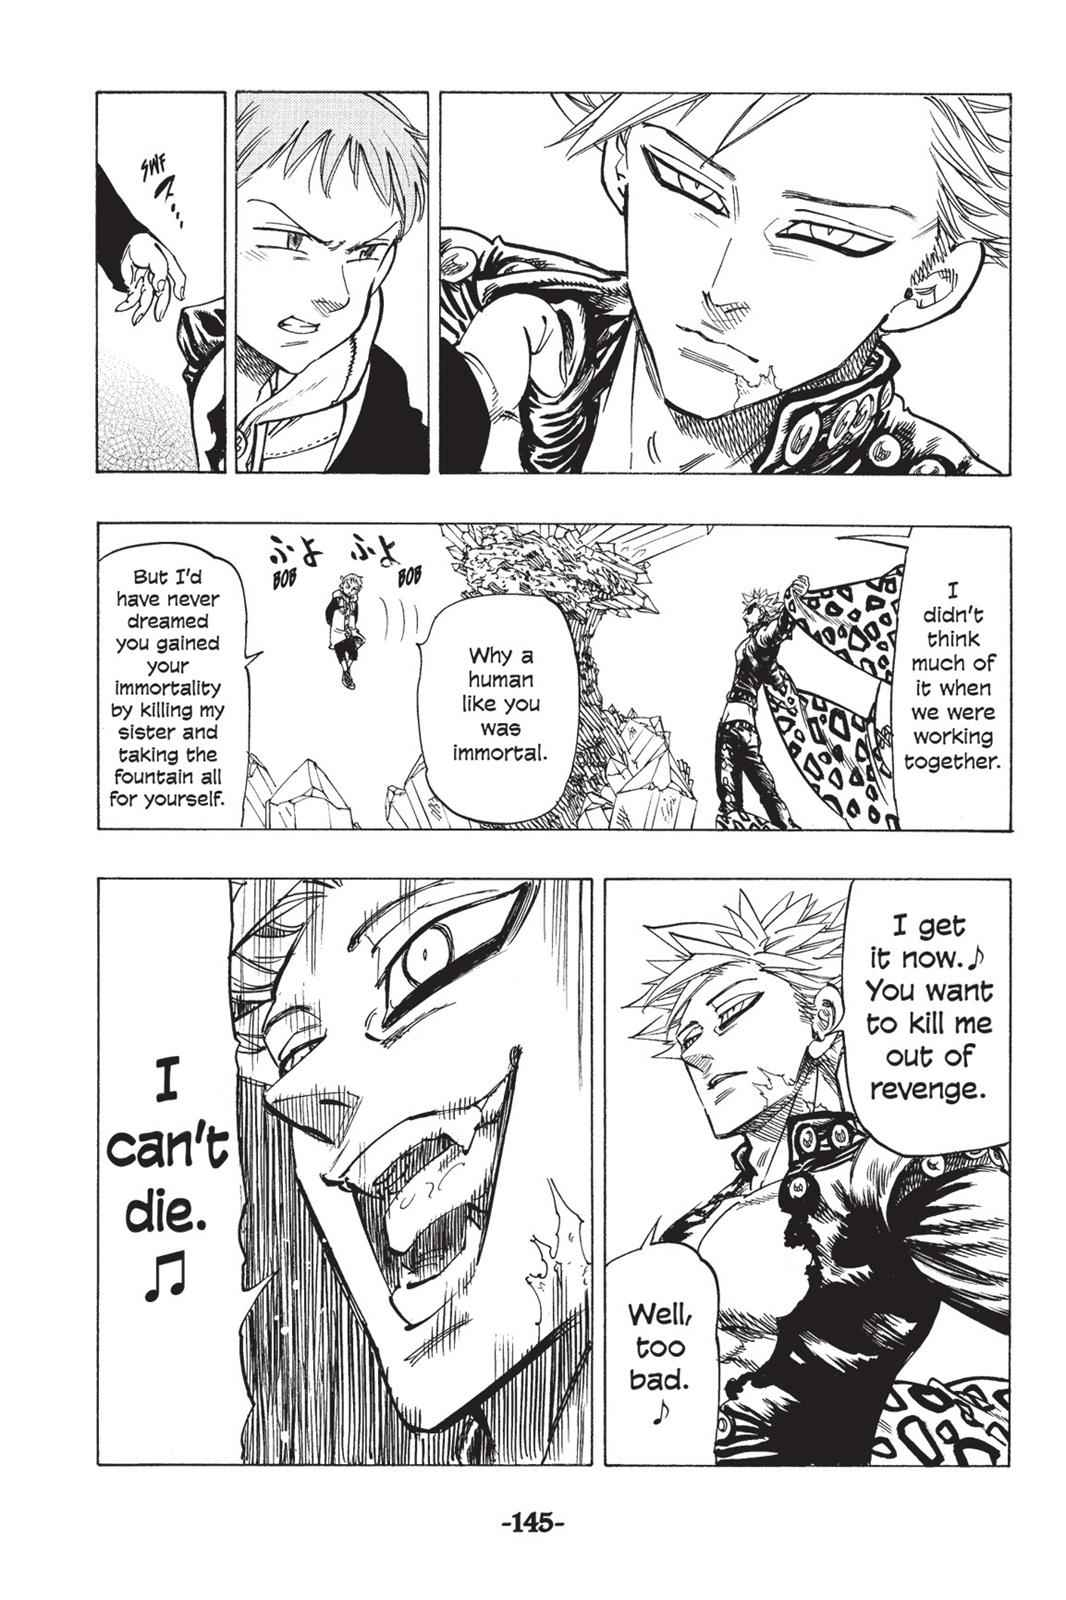 SWF
ス…
I
didn't
think
much of
it when
we were
working
together.
Why a
human
like you
was
immortal.
ふよ
BOB
ふよ
BOB
But I'd
have never
dreamed
you gained
your
immortality
by killing my
sister and
taking the
fountain all
for yourself.
I get
it now.♪
You want
to kill me
out of
revenge.
Well,
too
bad.
♪
I
can't
die.
♫
-145-